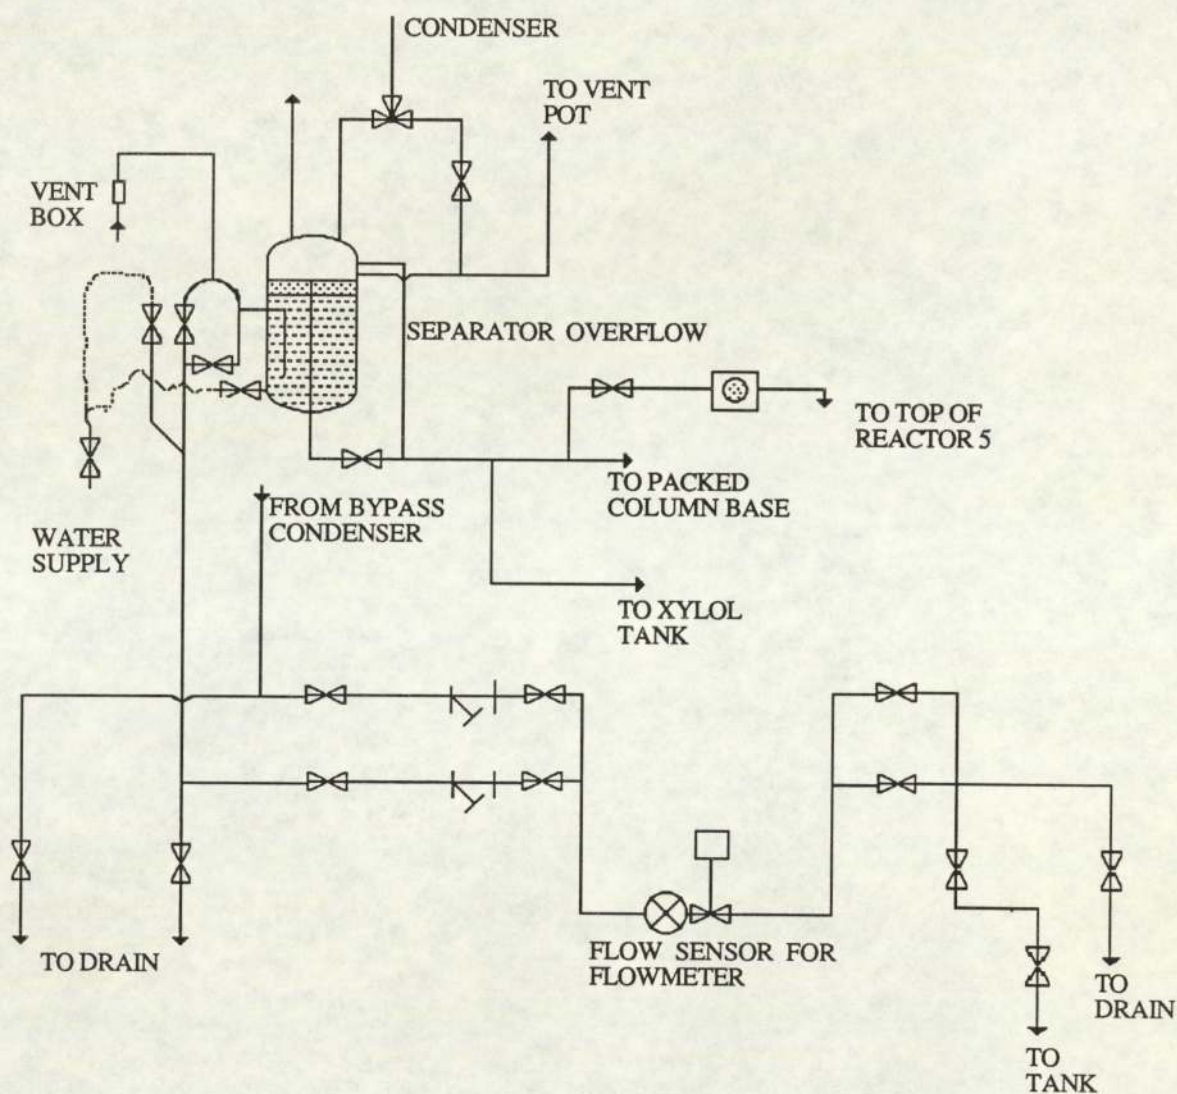 CONDENSER
TO VENT
POT
VENT
BOX
SEPARATOR OVERFLOW
TO TOP OF
REACTOR 5
TO PACKED
COLUMN BASE
FROM BYPASS
CONDENSER
WATER
SUPPLY
TO XYLOL
TANK
TO DRAIN
FLOW SENSOR FOR
FLOWMETER
TO
DRAIN
TO
TANK